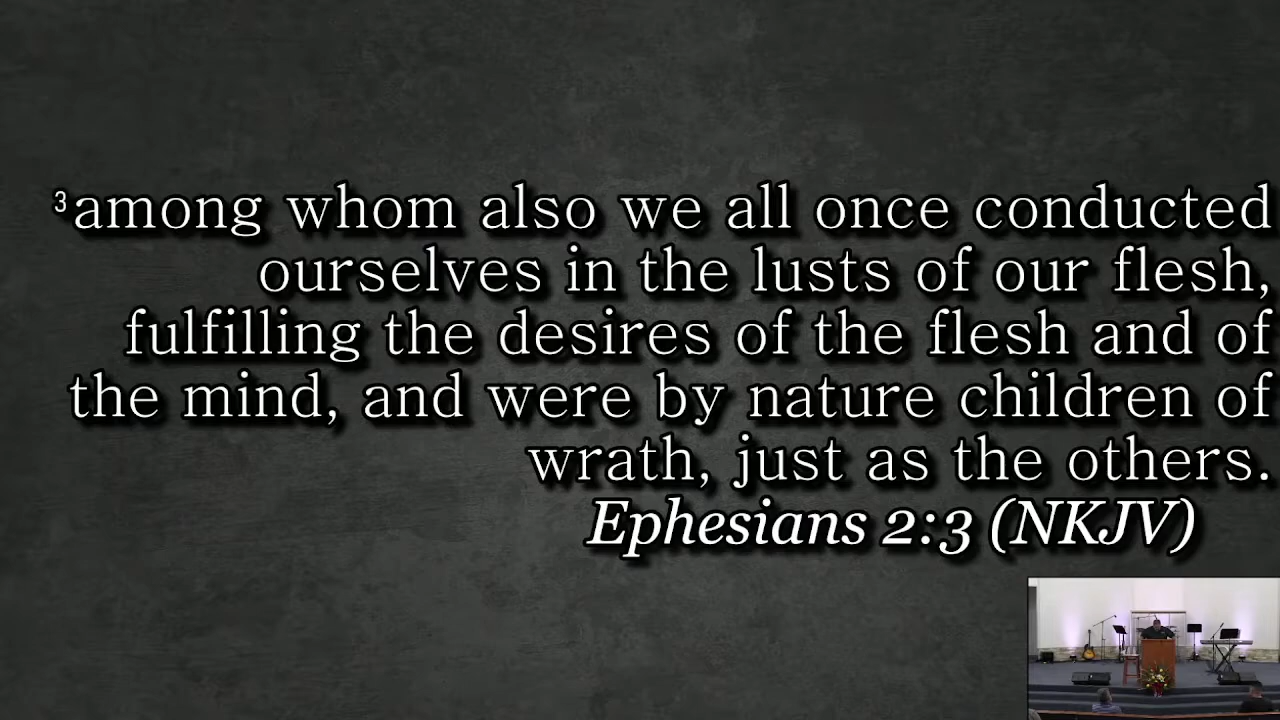 3among whom also we all once conducted
ourselves in the lusts of our flesh,
fulfilling the desires of the flesh and of
the mind, and were by nature children of
wrath, just as the others.
Ephesians 2:3 (NKJV)